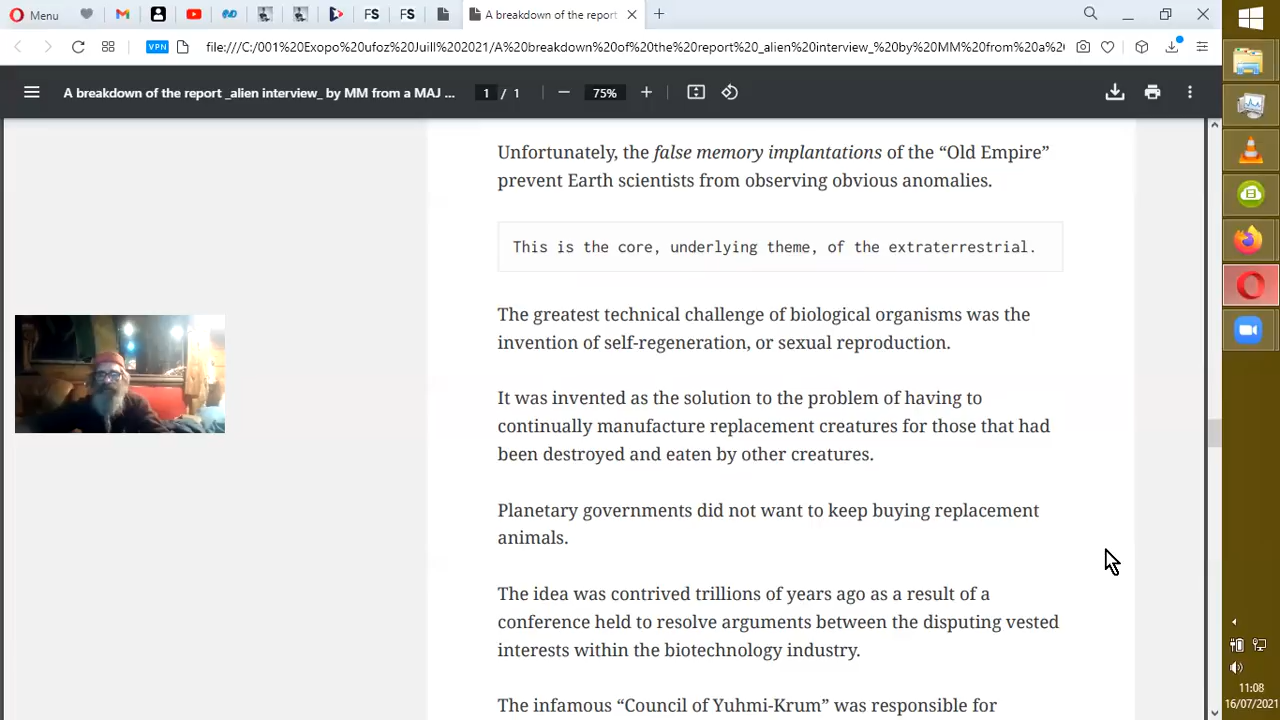 Menu
FS
FS
A breakdown of the report
VPN
file:///C:/001%20Exopo%20ufoz%20Juill%202021/A%20breakdown%20of%20the%20report%20_alien%20interview_%20by%20MM%20from%20a%20
A breakdown of the report _alien interview_ by MM from a MAJ ...
1 / 1
75%
Unfortunately, the false memory implantations of the “Old Empire”
prevent Earth scientists from observing obvious anomalies.
This is the core, underlying theme, of the extraterrestrial.
The greatest technical challenge of biological organisms was the
invention of self-regeneration, or sexual reproduction.
It was invented as the solution to the problem of having to
continually manufacture replacement creatures for those that had
been destroyed and eaten by other creatures.
Planetary governments did not want to keep buying replacement
animals.
The idea was contrived trillions of years ago as a result of a
conference held to resolve arguments between the disputing vested
interests within the biotechnology industry.
The infamous “Council of Yuhmi-Krum” was responsible for
11:08
16/07/2021